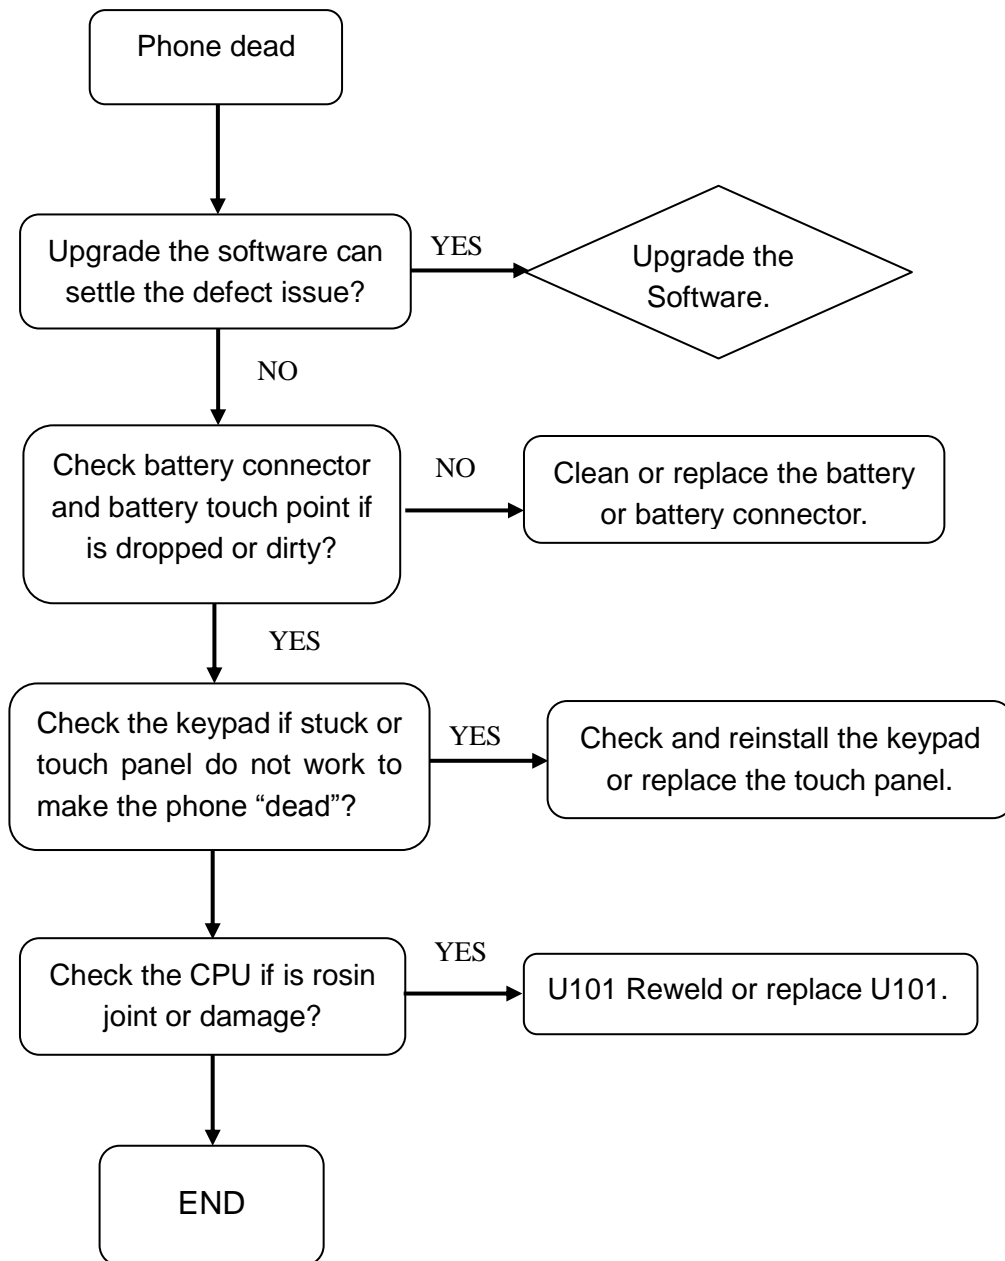 Phone dead
Upgrade the software can
settle the defect issue?
YES
Upgrade the
Software.
NO
Check battery connector
and battery touch point if
is dropped or dirty?
NO
Clean or replace the battery
or battery connector.
YES
Check the keypad if stuck or
touch panel do not work to
make the phone “dead”?
YES
Check and reinstall the keypad
or replace the touch panel.
Check the CPU if is rosin
joint or damage?
YES
U101 Reweld or replace U101.
END